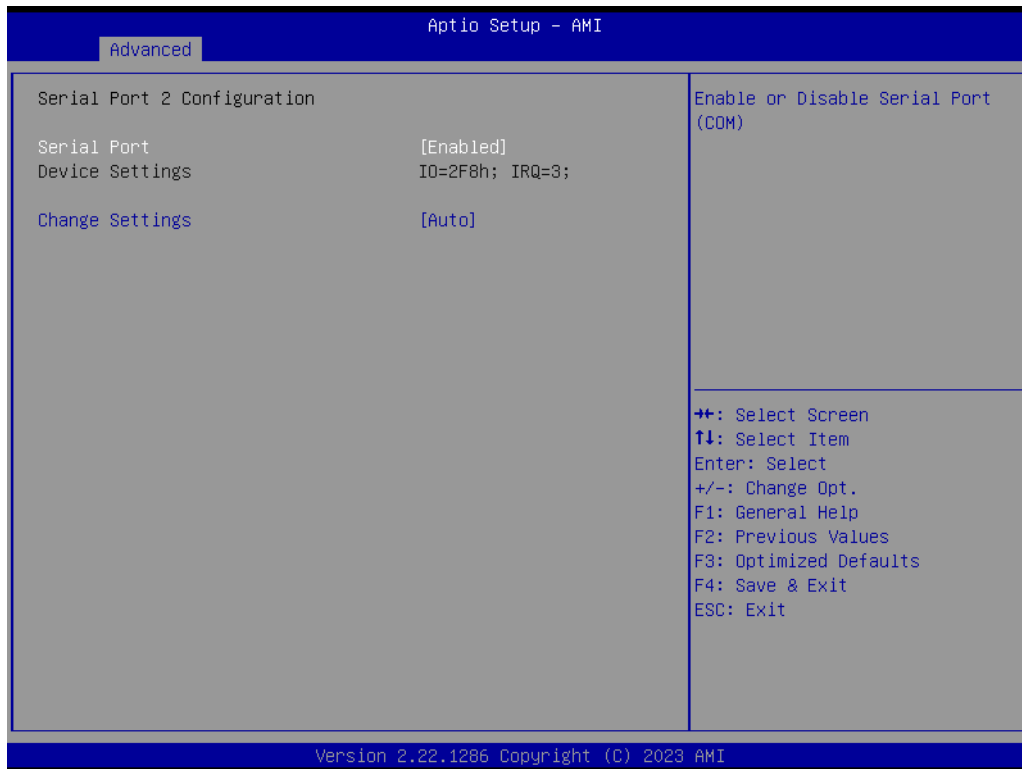 Aptio Setup – AMI
Advanced
Serial Port 2 Configuration
Serial Port [Enabled]
Device Settings IO=2F8h; IRQ=3;
Change Settings [Auto]
Enable or Disable Serial Port
(COM)
→←: Select Screen
↑↓: Select Item
Enter: Select
+/-: Change Opt.
F1: General Help
F2: Previous Values
F3: Optimized Defaults
F4: Save & Exit
ESC: Exit
Version 2.22.1286 Copyright (C) 2023 AMI